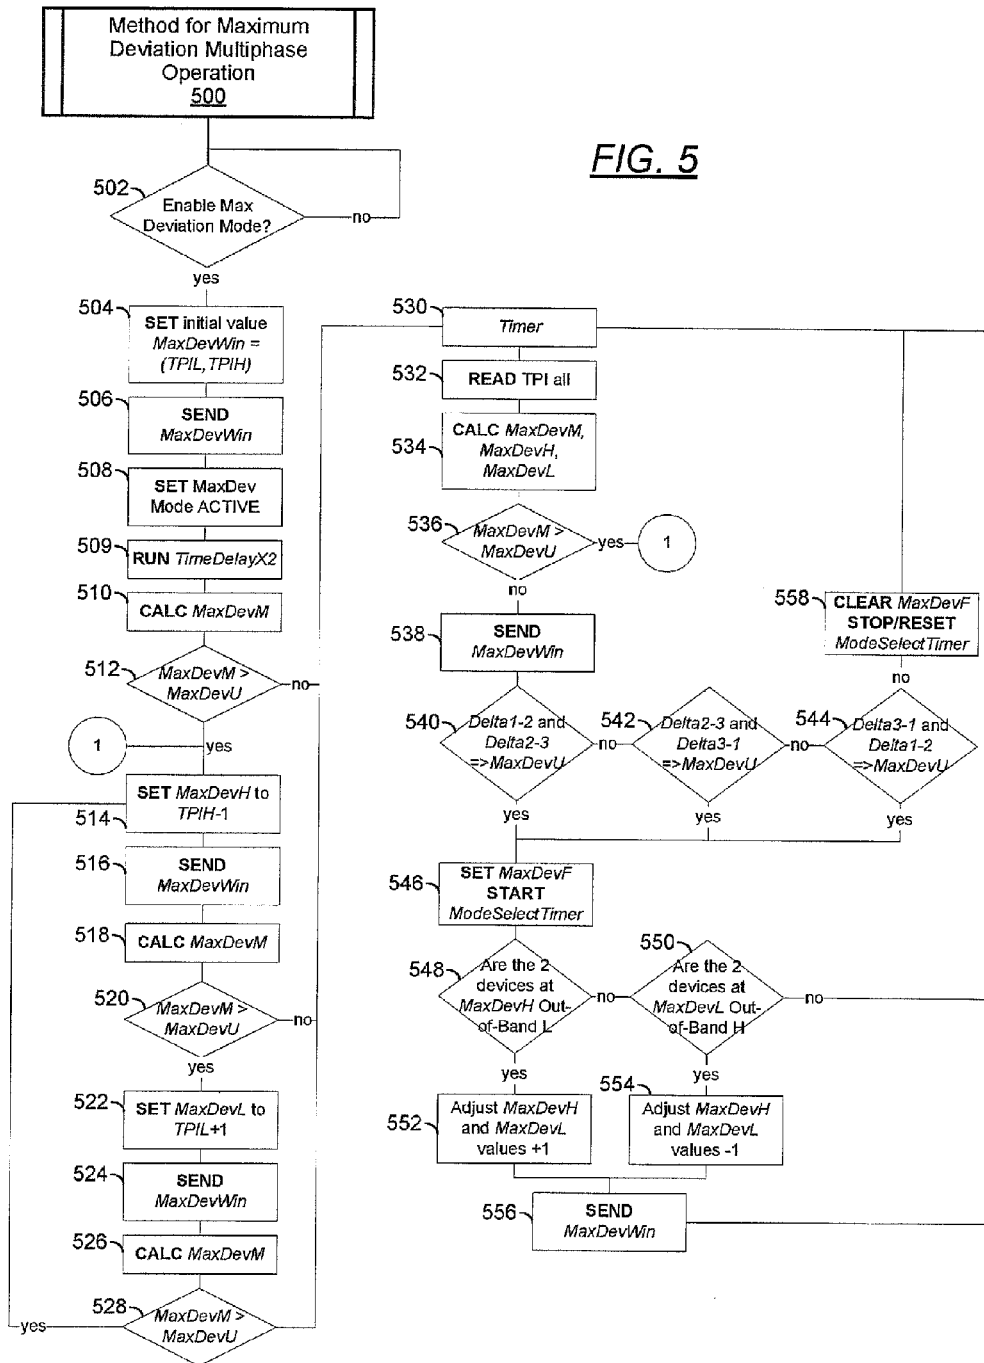 Method for Maximum
Deviation Multiphase
Operation
500
FIG. 5
502
Enable Max
Deviation Mode?
no
yes
504
SET initial value
MaxDevWin =
(TPIL, TPIH)
506
SEND
MaxDevWin
508
SET MaxDev
Mode ACTIVE
509
RUN TimeDelayX2
510
CALC MaxDevM
512
MaxDevM >
MaxDevU
no
1
yes
514
SET MaxDevH to
TPIH-1
516
SEND
MaxDevWin
518
CALC MaxDevM
520
MaxDevM >
MaxDevU
no
yes
522
SET MaxDevL to
TPIL+1
524
SEND
MaxDevWin
526
CALC MaxDevM
528
MaxDevM >
MaxDevU
yes
530
Timer
532
READ TPI all
534
CALC MaxDevM,
MaxDevH,
MaxDevL
536
MaxDevM >
MaxDevU
yes
1
no
538
SEND
MaxDevWin
540
Delta1-2 and
Delta2-3
=>MaxDevU
no
542
Delta2-3 and
Delta3-1
=>MaxDevU
no
544
Delta3-1 and
Delta1-2
=>MaxDevU
no
558
CLEAR MaxDevF
STOP/RESET
ModeSelectTimer
yes
yes
yes
546
SET MaxDevF
START
ModeSelectTimer
548
Are the 2
devices at
MaxDevH Out-
of-Band L
no
550
Are the 2
devices at
MaxDevL Out-
of-Band H
no
yes
yes
552
Adjust MaxDevH
and MaxDevL
values +1
554
Adjust MaxDevH
and MaxDevL
values -1
556
SEND
MaxDevWin